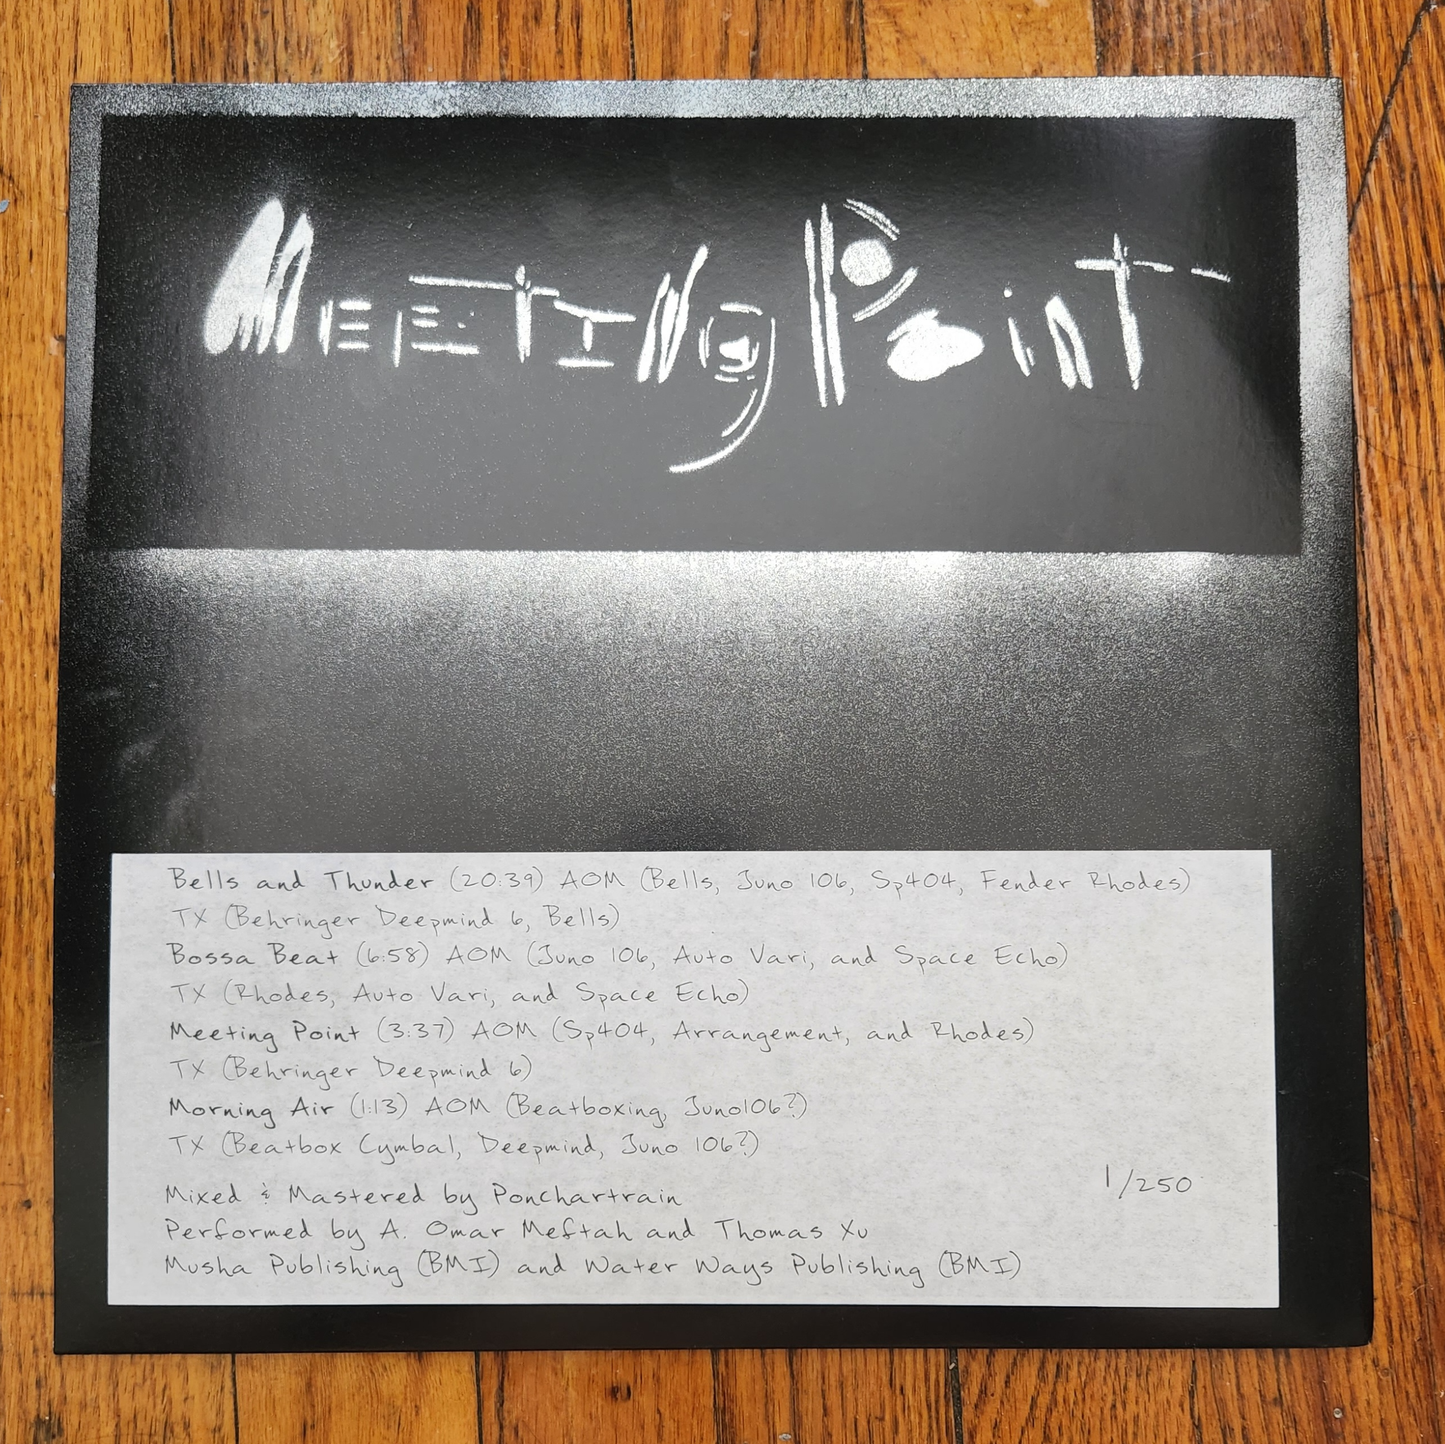 Meeting Point
Bells and Thunder (20:39) AOM (Bells, Juno 106, Sp404, Fender Rhodes)
TX (Behringer Deepmind 6, Bells)
Bossa Beat (6:58) AOM (Juno 106, Auto Vari, and Space Echo)
TX (Rhodes, Auto Vari, and Space Echo)
Meeting Point (3:37) AOM (Sp404, Arrangement, and Rhodes)
TX (Behringer Deepmind 6)
Morning Air (1:13) AOM (Beatboxing, Juno106?)
TX (Beatbox Cymbal, Deepmind, Juno 106?)
1/250
Mixed & Mastered by Ponchartrain
Performed by A. Omar Meftah and Thomas Xu
Musha Publishing (BMI) and Water Ways Publishing (BMI)